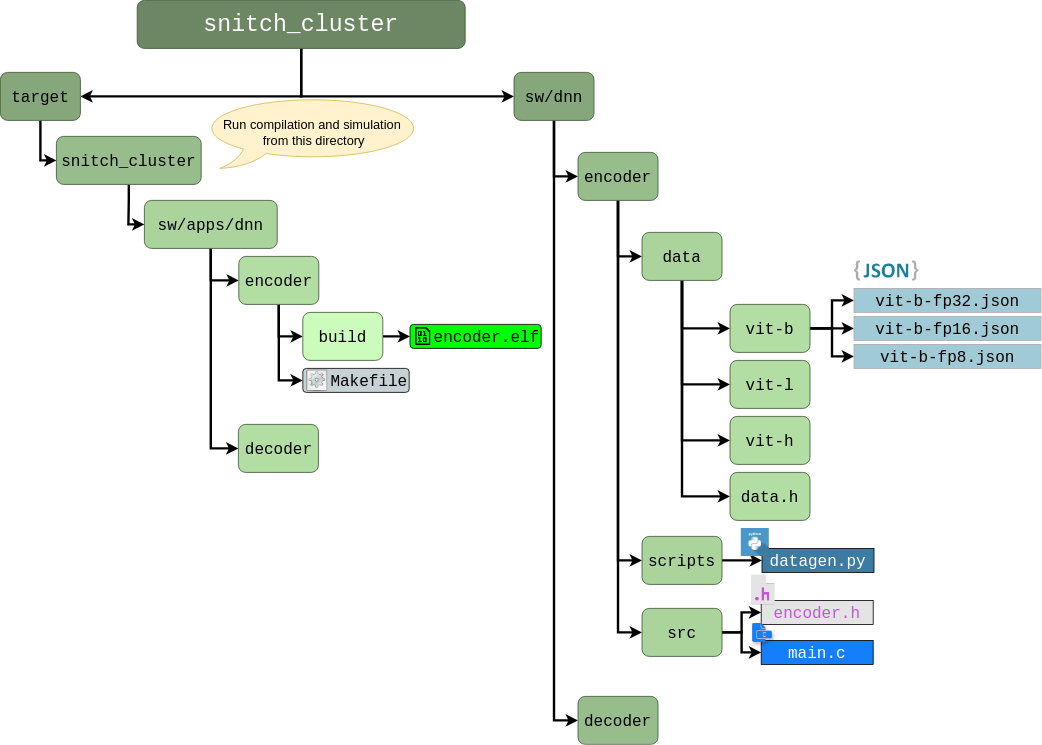 snitch_cluster
target
sw/dnn
Run compilation and simulation
from this directory
snitch_cluster
sw/apps/dnn
encoder
build
encoder.elf
Makefile
decoder
encoder
data
{JSON}
vit-b
vit-b-fp32.json
vit-b-fp16.json
vit-b-fp8.json
vit-l
vit-h
data.h
scripts
python
datagen.py
src
.h
encoder.h
C
main.c
decoder